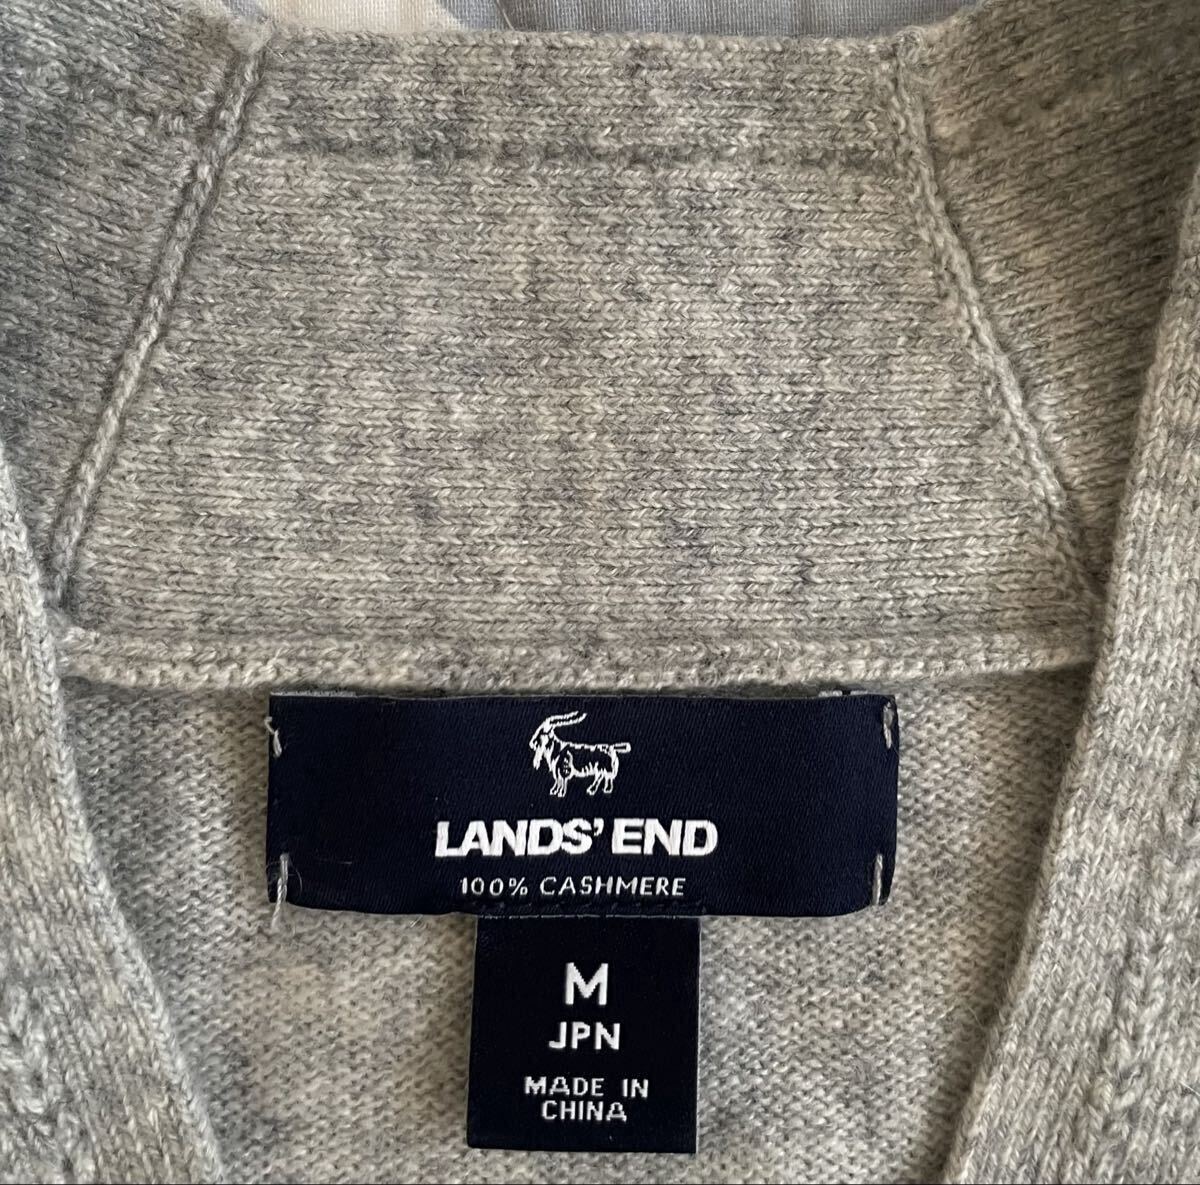 LANDS' END
100% CASHMERE
M
JPN
MADE IN
CHINA